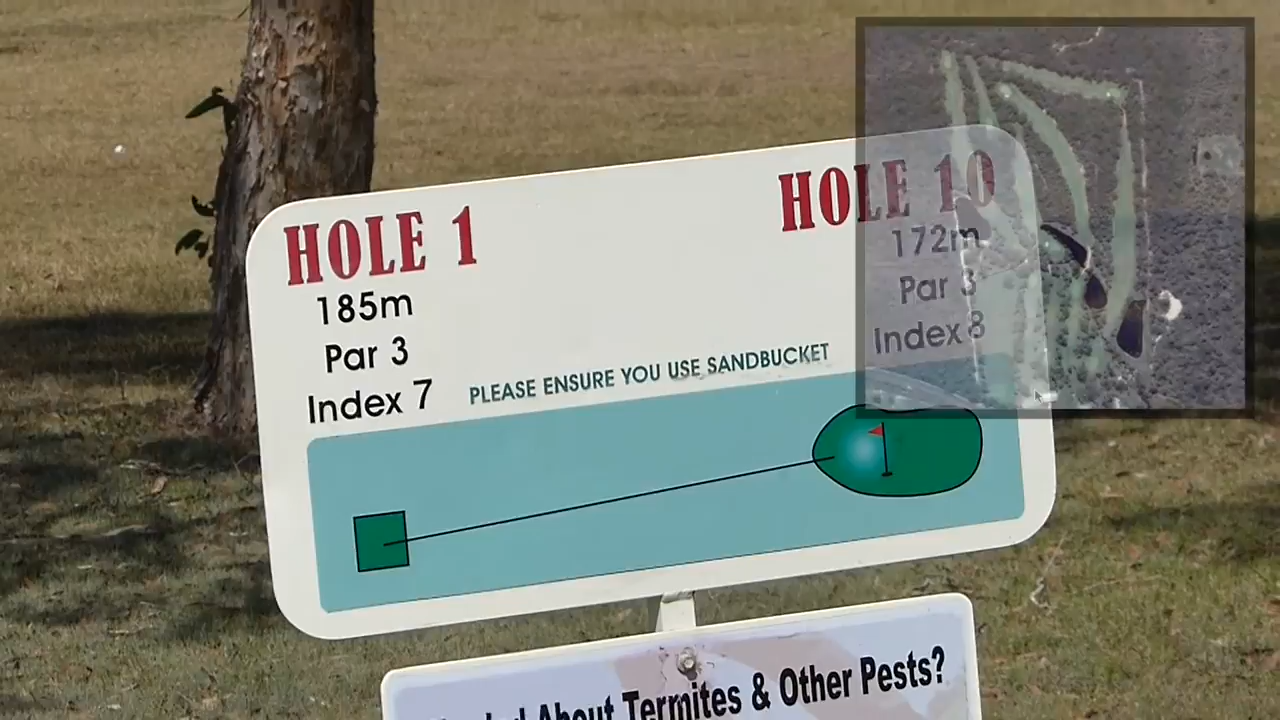 HOLE 1
185m
Par 3
Index 7
HOLE 10
172m
Par 3
Index 8
PLEASE ENSURE YOU USE SANDBUCKET
About Termites & Other Pests?